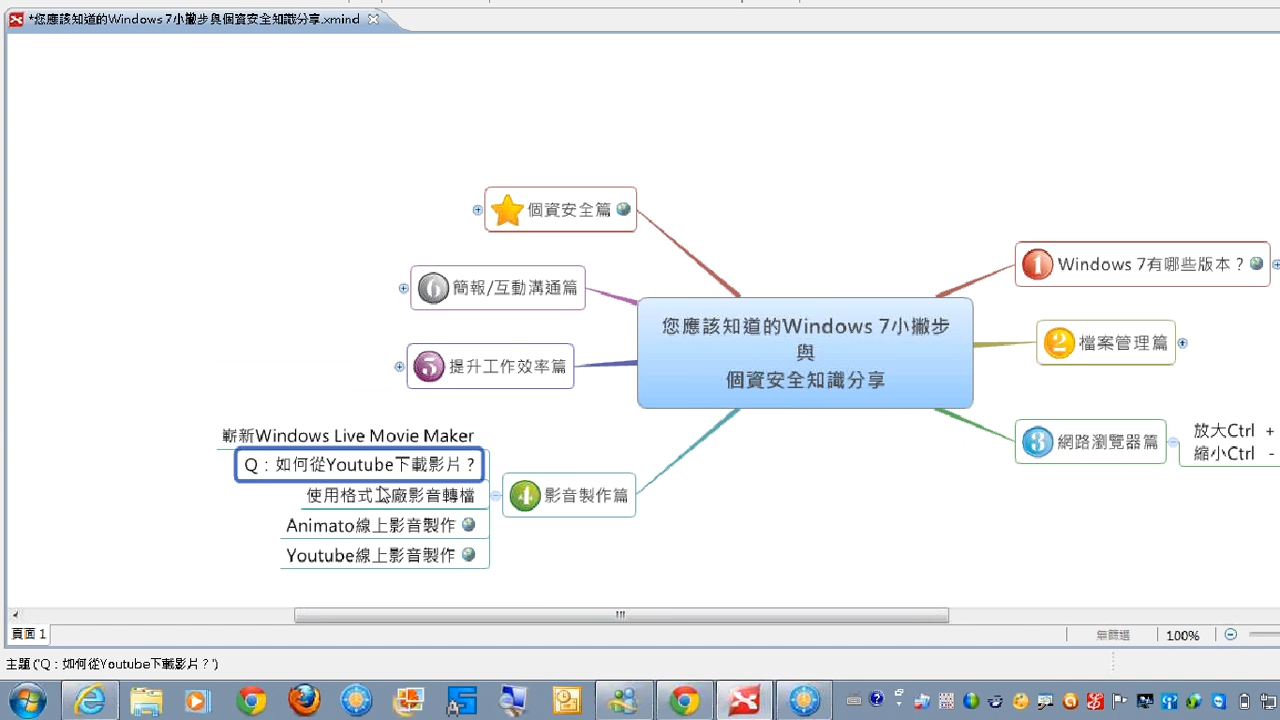 *您應該知道的Windows 7小撇步與個資安全知識分享.xmind
個資安全篇
6 簡報/互動溝通篇
5 提升工作效率篇
您應該知道的Windows 7小撇步
與
個資安全知識分享
1 Windows 7有哪些版本？
2 檔案管理篇
3 網路瀏覽器篇
放大Ctrl +
縮小Ctrl -
嶄新Windows Live Movie Maker
Q：如何從Youtube下載影片？
使用格式工廠影音轉檔
4 影音製作篇
Animato線上影音製作
Youtube線上影音製作
頁面 1
無篩選
100%
主題 ('Q：如何從Youtube下載影片？')